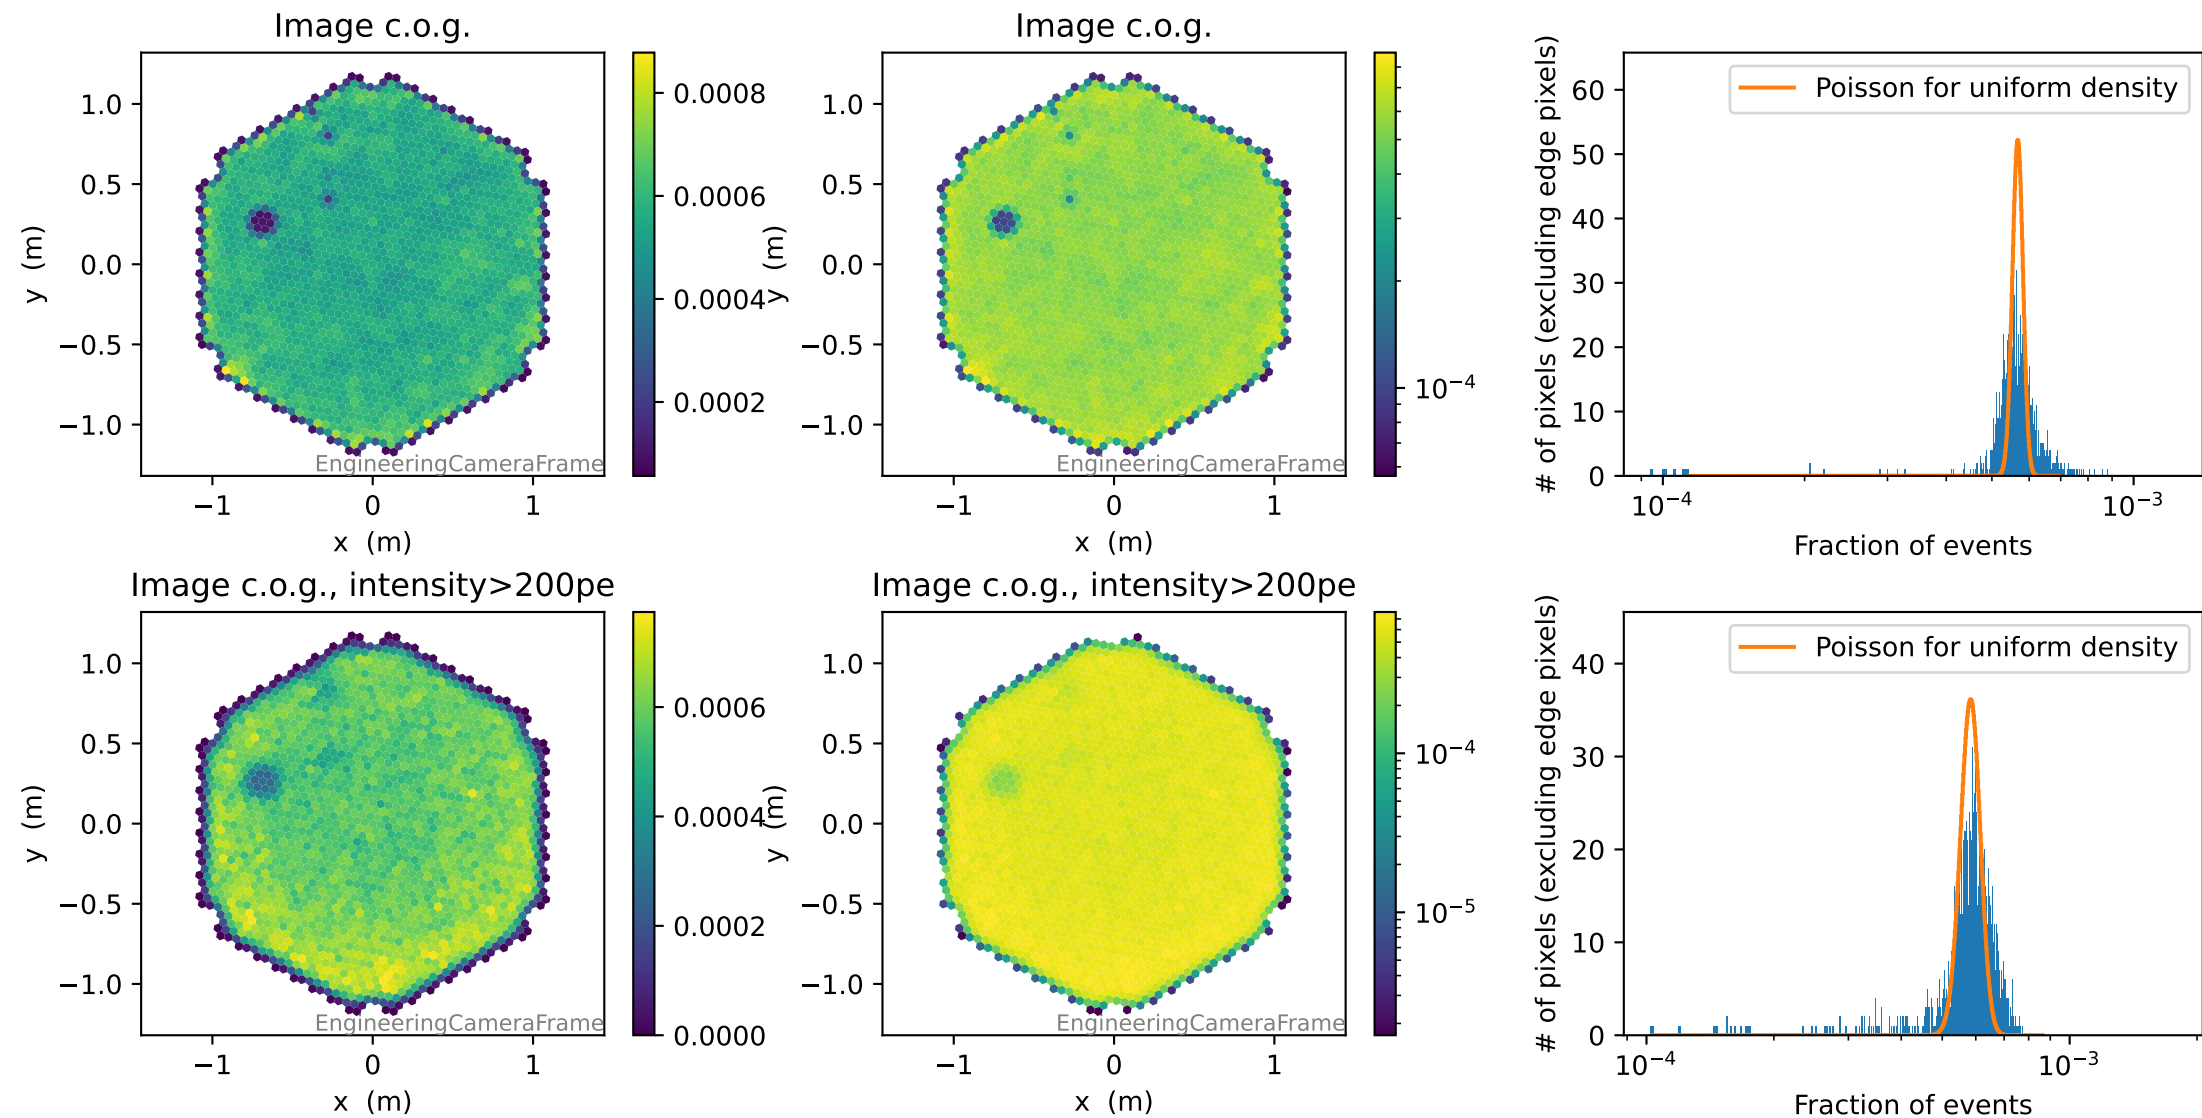 Image c.o.g.
1.0
0.5
0.0
−0.5
−1.0
y (m)
−1
0
1
x (m)
EngineeringCameraFrame
0.0008
0.0006
0.0004
0.0002
Image c.o.g.
1.0
0.5
0.0
−0.5
−1.0
y (m)
−1
0
1
x (m)
EngineeringCameraFrame
10⁻⁴
# of pixels (excluding edge pixels)
60
50
40
30
20
10
0
Poisson for uniform density
10⁻⁴
10⁻³
Fraction of events
Image c.o.g., intensity>200pe
1.0
0.5
0.0
−0.5
−1.0
y (m)
−1
0
1
x (m)
EngineeringCameraFrame
0.0006
0.0004
0.0002
0.0000
Image c.o.g., intensity>200pe
1.0
0.5
0.0
−0.5
−1.0
y (m)
−1
0
1
x (m)
EngineeringCameraFrame
10⁻⁴
10⁻⁵
# of pixels (excluding edge pixels)
40
30
20
10
0
Poisson for uniform density
10⁻⁴
10⁻³
Fraction of events